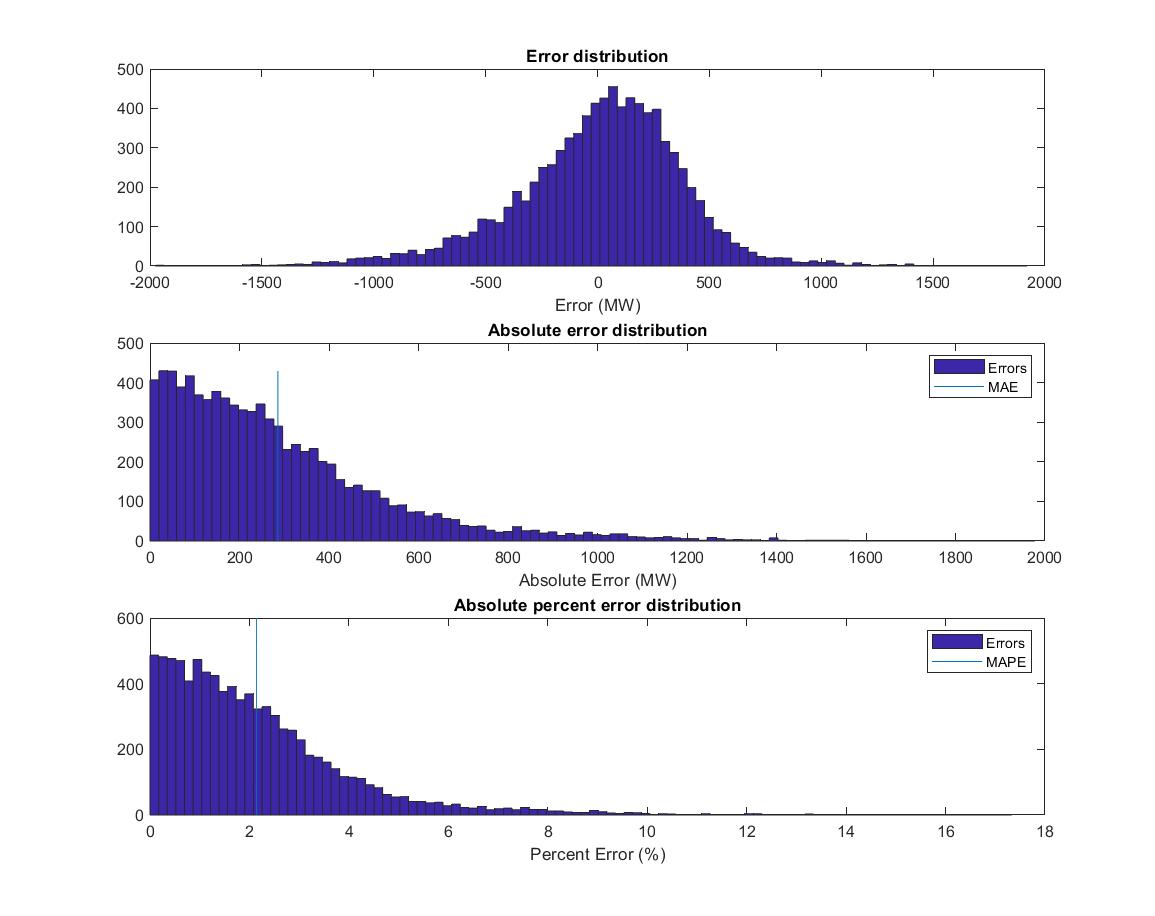 Error distribution
500
400
300
200
100
0
-2000 -1500 -1000 -500 0 500 1000 1500 2000
Error (MW)
Absolute error distribution
500
400
300
200
100
0
Errors
MAE
0 200 400 600 800 1000 1200 1400 1600 1800 2000
Absolute Error (MW)
Absolute percent error distribution
600
400
200
0
Errors
MAPE
0 2 4 6 8 10 12 14 16 18
Percent Error (%)